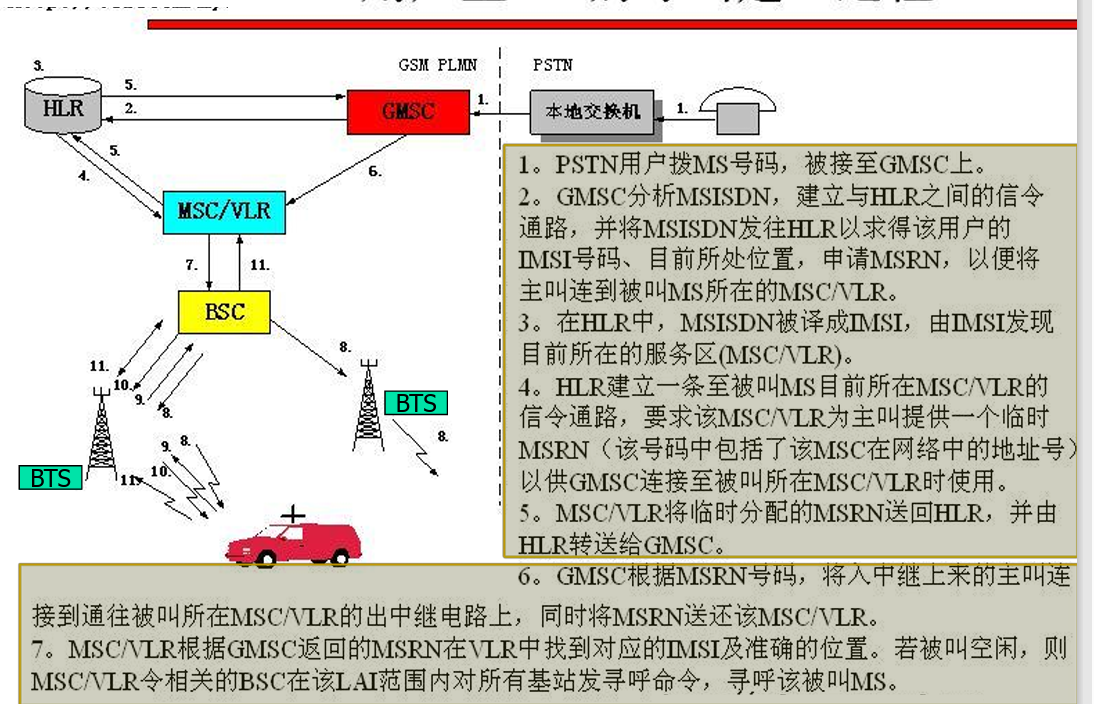 3.
GSM PLMN
PSTN
HLR
5.
2.
GMSC
1.
本地交换机
1.
5.
4.
6.
MSC/VLR
7.
11.
BSC
8.
11.
10.
9.
8.
BTS
8.
9.
8.
10.
11.
BTS
1。PSTN用户拨MS号码，被接至GMSC上。
2。GMSC分析MSISDN，建立与HLR之间的信令
通路，并将MSISDN发往HLR以求得该用户的
IMSI号码、目前所处位置，申请MSRN，以便将
主叫连到被叫MS所在的MSC/VLR。
3。在HLR中，MSISDN被译成IMSI，由IMSI发现
目前所在的服务区(MSC/VLR)。
4。HLR建立一条至被叫MS目前所在MSC/VLR的
信令通路，要求该MSC/VLR为主叫提供一个临时
MSRN（该号码中包括了该MSC在网络中的地址号）
以供GMSC连接至被叫所在MSC/VLR时使用。
5。MSC/VLR将临时分配的MSRN送回HLR，并由
HLR转送给GMSC。
6。GMSC根据MSRN号码，将入中继上来的主叫连
接到通往被叫所在MSC/VLR的出中继电路上，同时将MSRN送还该MSC/VLR。
7。MSC/VLR根据GMSC返回的MSRN在VLR中找到对应的IMSI及准确的位置。若被叫空闲，则
MSC/VLR令相关的BSC在该LAI范围内对所有基站发寻呼命令，寻呼该被叫MS。